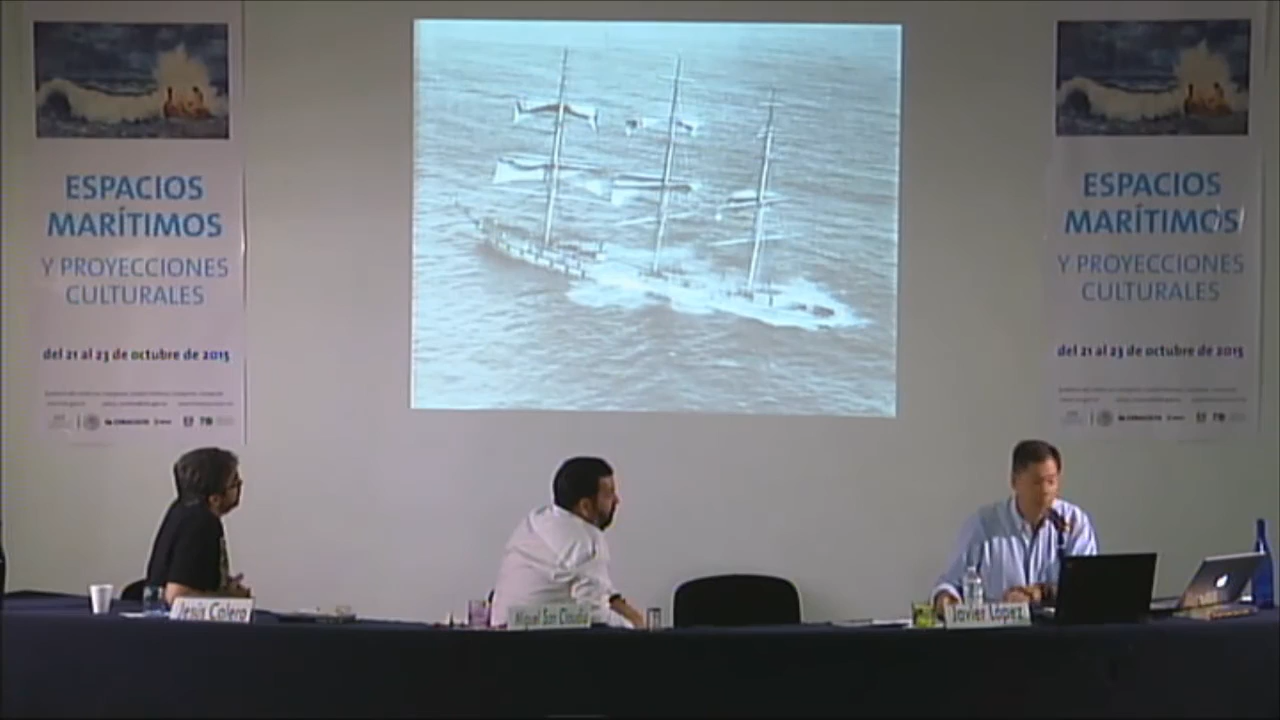 ESPACIOS
MARÍTIMOS
Y PROYECCIONES
CULTURALES
del 21 al 23 de octubre de 2015
ESPACIOS
MARÍTIMOS
Y PROYECCIONES
CULTURALES
del 21 al 23 de octubre de 2015
Jesús Calero
Miguel San Claudio
Javier López